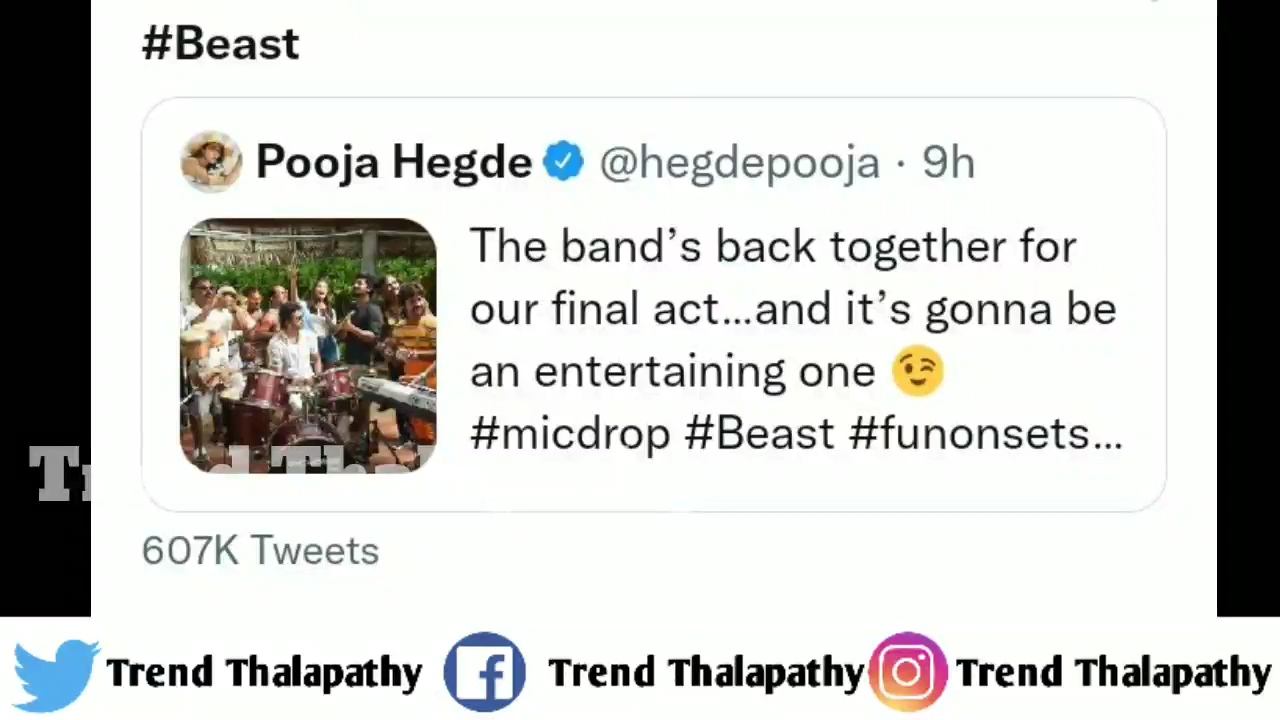 #Beast
Pooja Hegde @hegdepooja · 9h
The band's back together for
our final act...and it's gonna be
an entertaining one 😉
#micdrop #Beast #funonsets...
607K Tweets
Trend Thalapathy Trend Thalapathy Trend Thalapathy